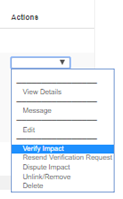 Actions
View Details
Message
Edit
Verify Impact
Resend Verification Request
Dispute Impact
Unlink/Remove
Delete